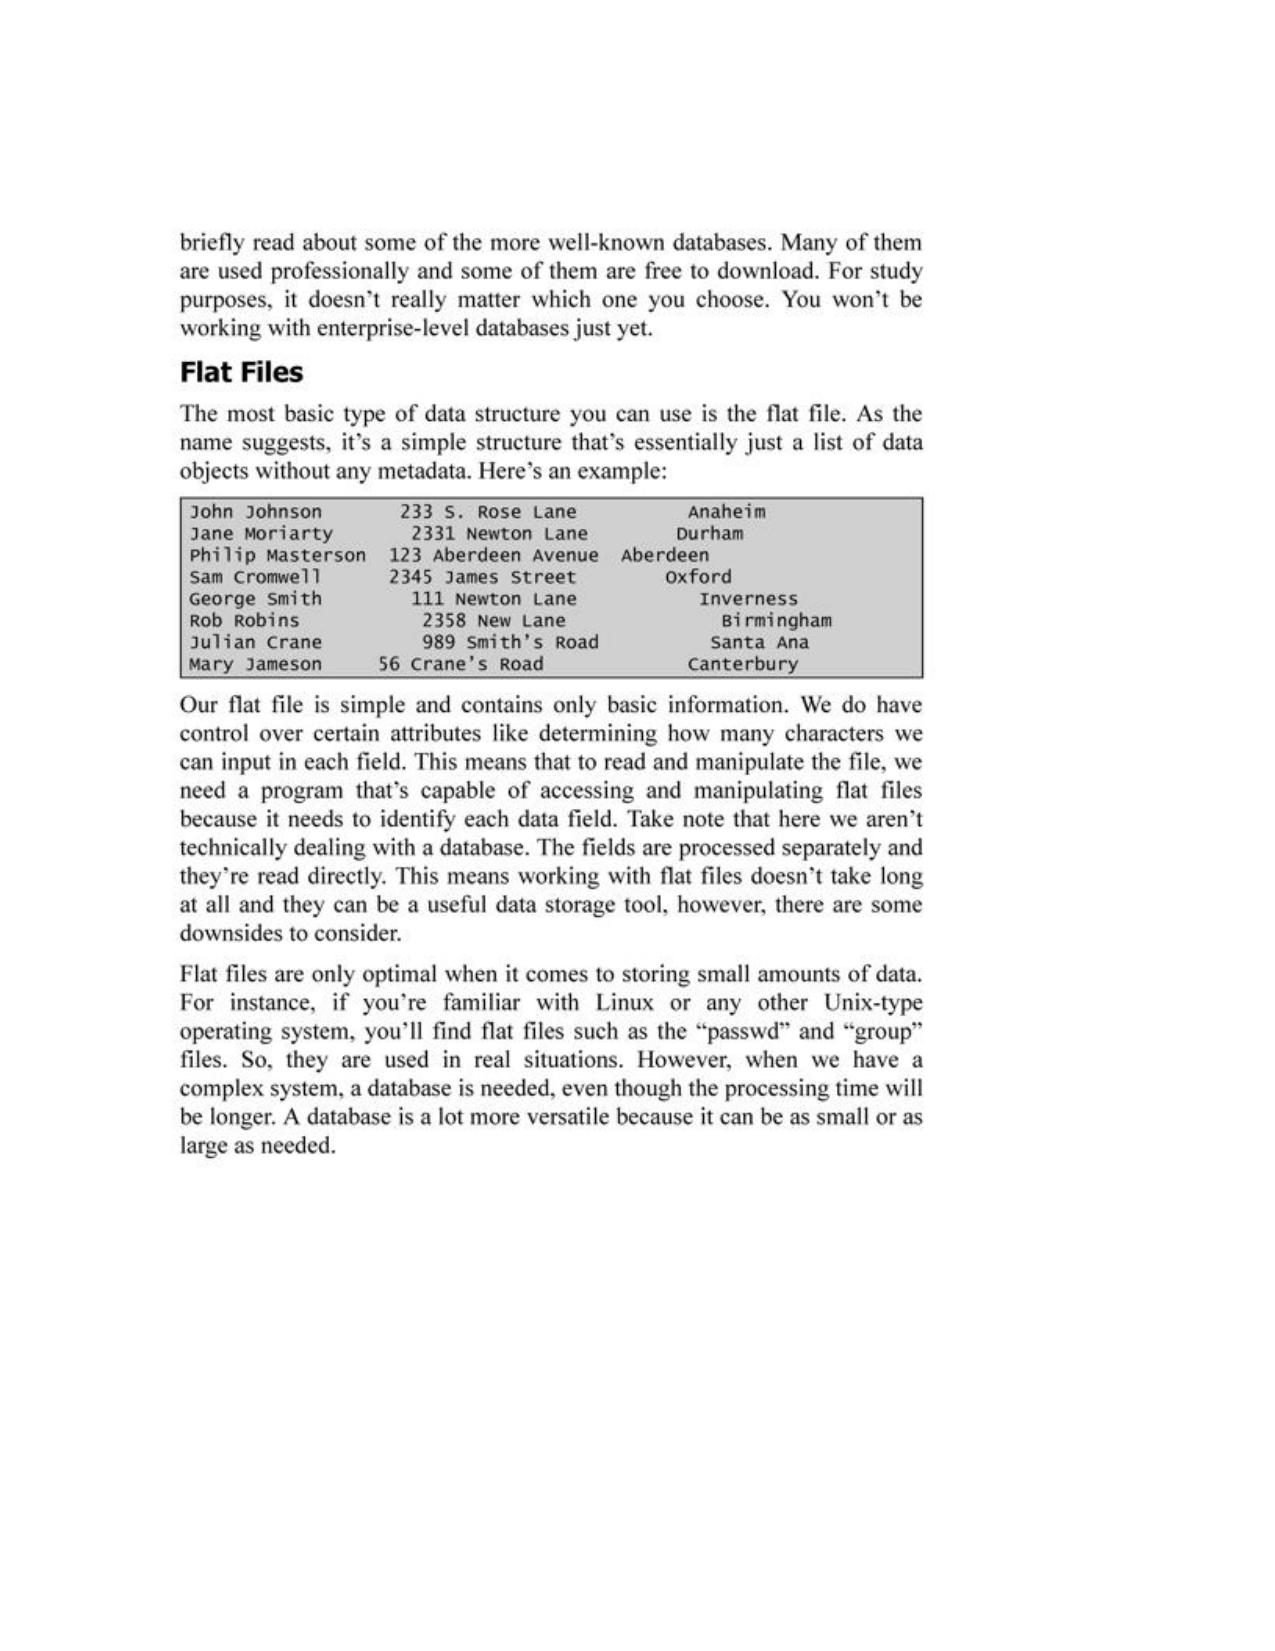 briefly read about some of the more well-known databases. Many of them
are used professionally and some of them are free to download. For study
purposes, it doesn’t really matter which one you choose. You won’t be
working with enterprise-level databases just yet.
Flat Files
The most basic type of data structure you can use is the flat file. As the
name suggests, it’s a simple structure that’s essentially just a list of data
objects without any metadata. Here’s an example:
John Johnson 233 S. Rose Lane Anaheim
Jane Moriarty 2331 Newton Lane Durham
Philip Masterson 123 Aberdeen Avenue Aberdeen
Sam Cromwell 2345 James Street Oxford
George Smith 111 Newton Lane Inverness
Rob Robins 2358 New Lane Birmingham
Julian Crane 989 Smith’s Road Santa Ana
Mary Jameson 56 Crane’s Road Canterbury
Our flat file is simple and contains only basic information. We do have
control over certain attributes like determining how many characters we
can input in each field. This means that to read and manipulate the file, we
need a program that’s capable of accessing and manipulating flat files
because it needs to identify each data field. Take note that here we aren’t
technically dealing with a database. The fields are processed separately and
they’re read directly. This means working with flat files doesn’t take long
at all and they can be a useful data storage tool, however, there are some
downsides to consider.
Flat files are only optimal when it comes to storing small amounts of data.
For instance, if you’re familiar with Linux or any other Unix-type
operating system, you’ll find flat files such as the “passwd” and “group”
files. So, they are used in real situations. However, when we have a
complex system, a database is needed, even though the processing time will
be longer. A database is a lot more versatile because it can be as small or as
large as needed.